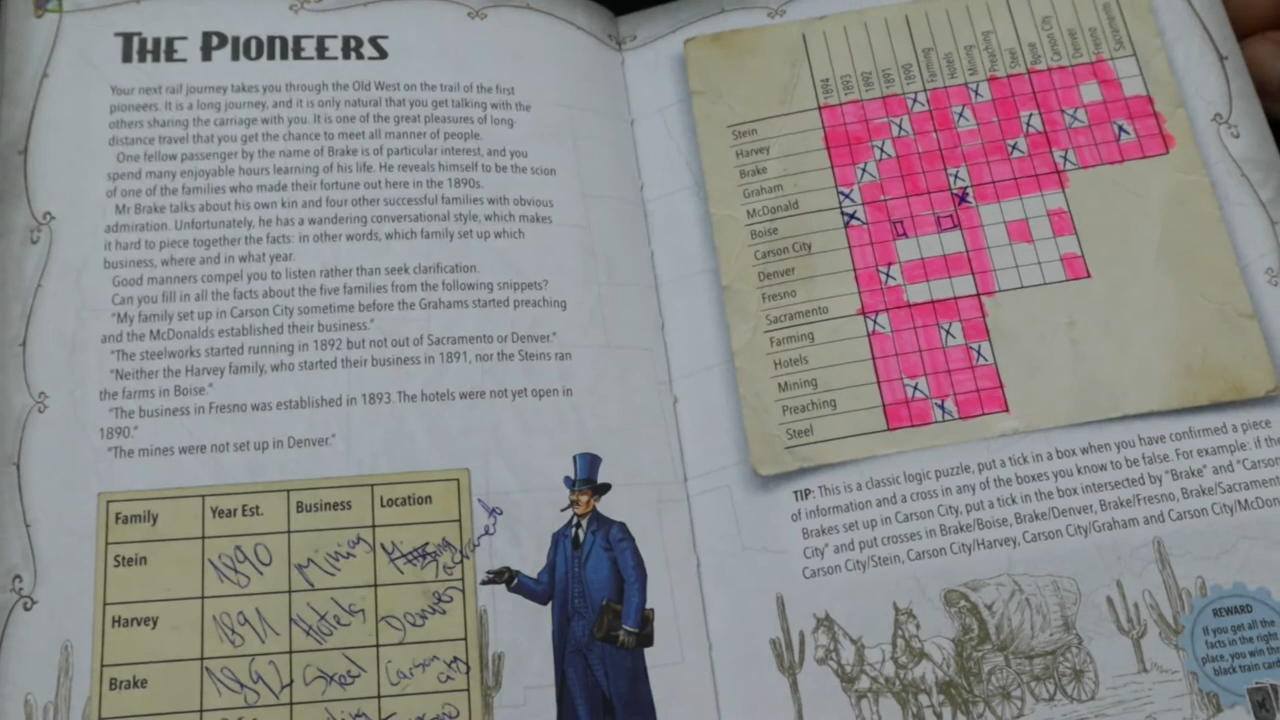 THE PIONEERS
Your next rail journey takes you through the Old West on the trail of the first
pioneers. It is a long journey, and it is only natural that you get talking with the
others sharing the carriage with you. It is one of the great pleasures of long-
distance travel that you get the chance to meet all manner of people.
One fellow passenger by the name of Brake is of particular interest, and you
spend many enjoyable hours learning of his life. He reveals himself to be the scion
of one of the families who made their fortune out here in the 1890s.
Mr Brake talks about his own kin and four other successful families with obvious
admiration. Unfortunately, he has a wandering conversational style, which makes
it hard to piece together the facts: in other words, which family set up which
business, where and in what year.
Good manners compel you to listen rather than seek clarification.
Can you fill in all the facts about the five families from the following snippets?
"My family set up in Carson City sometime before the Grahams started preaching
and the McDonalds established their business."
"The steelworks started running in 1892 but not out of Sacramento or Denver."
"Neither the Harvey family, who started their business in 1891, nor the Steins ran
the farms in Boise."
"The business in Fresno was established in 1893. The hotels were not yet open in
1890."
"The mines were not set up in Denver."
Family Year Est. Business Location
Stein 1890 Mining Sacramento
Harvey 1891 Hotels Denver
Brake 1892 Steel Carson City
1894 1893 1892 1891 1890 Farming Hotels Mining Preaching Steel Boise Carson City Denver Fresno Sacramento
Stein
Harvey
Brake
Graham
McDonald
Boise
Carson City
Denver
Fresno
Sacramento
Farming
Hotels
Mining
Preaching
Steel
TIP: This is a classic logic puzzle, put a tick in a box when you have confirmed a piece
of information and a cross in any of the boxes you know to be false. For example: if the
Brakes set up in Carson City, put a tick in the box intersected by "Brake" and "Carson
City" and put crosses in Brake/Boise, Brake/Denver, Brake/Fresno, Brake/Sacrament
Carson City/Stein, Carson City/Harvey, Carson City/Graham and Carson City/McDon
REWARD
If you get all the
facts in the right
place, you win the
black train card